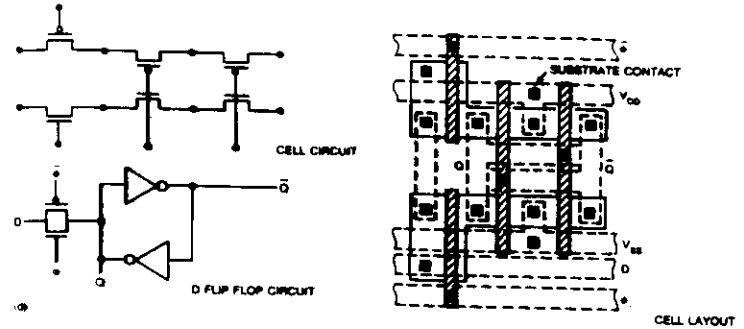 CELL CIRCUIT
D
Q̅
Q
D FLIP FLOP CIRCUIT
(d)
Φ̅
SUBSTRATE CONTACT
V_DD
Q
Q̅
V_SS
D
Φ
CELL LAYOUT